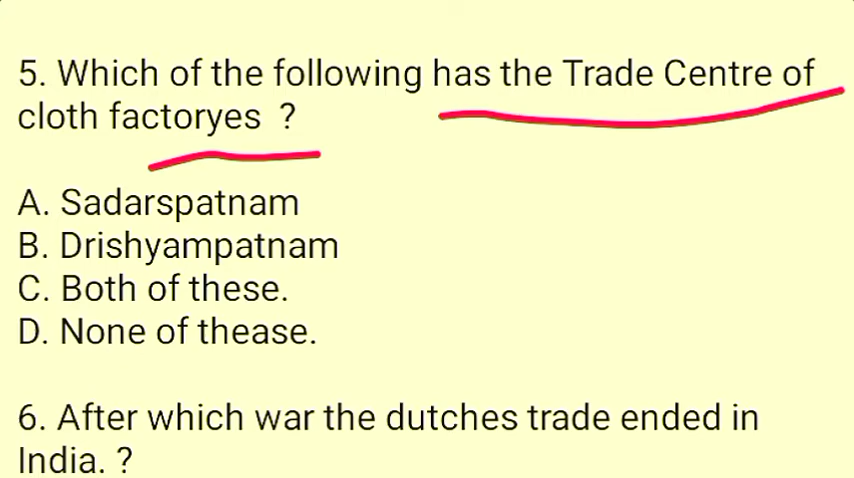 5. Which of the following has the Trade Centre of
cloth factoryes ?
A. Sadarspatnam
B. Drishyampatnam
C. Both of these.
D. None of thease.
6. After which war the dutches trade ended in
India. ?